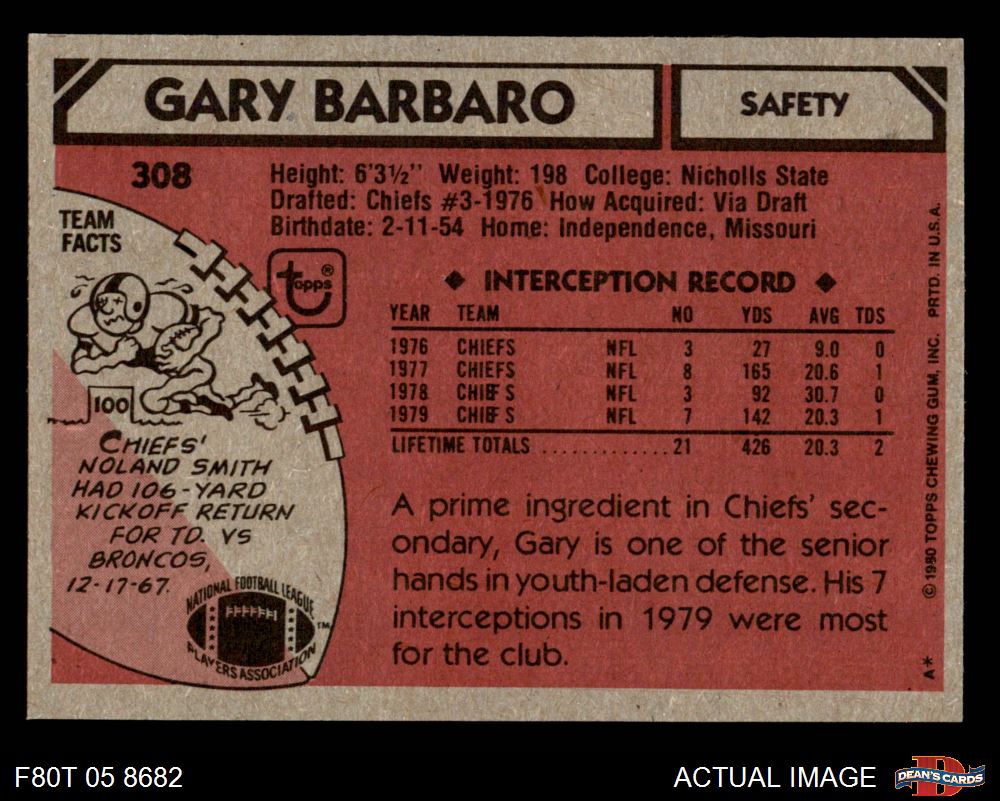 GARY BARBARO
SAFETY
308
Height: 6'3½" Weight: 198 College: Nicholls State
Drafted: Chiefs #3-1976 How Acquired: Via Draft
Birthdate: 2-11-54 Home: Independence, Missouri
TEAM
FACTS
topps®
◆ INTERCEPTION RECORD ◆
YEAR TEAM NO YDS AVG TDS
1976 CHIEFS NFL 3 27 9.0 0
1977 CHIEFS NFL 8 165 20.6 1
1978 CHIEFS NFL 3 92 30.7 0
1979 CHIEFS NFL 7 142 20.3 1
LIFETIME TOTALS ............. 21 426 20.3 2
100
CHIEFS'
NOLAND SMITH
HAD 106-YARD
KICKOFF RETURN
FOR TD. VS
BRONCOS,
12-17-67.
NATIONAL FOOTBALL LEAGUE
PLAYERS ASSOCIATION
TM
A prime ingredient in Chiefs' sec-
ondary, Gary is one of the senior
hands in youth-laden defense. His 7
interceptions in 1979 were most
for the club.
A* © 1980 TOPPS CHEWING GUM, INC. PRTD. IN U.S.A.
F80T 05 8682
ACTUAL IMAGE
D
DEAN'S CARDS